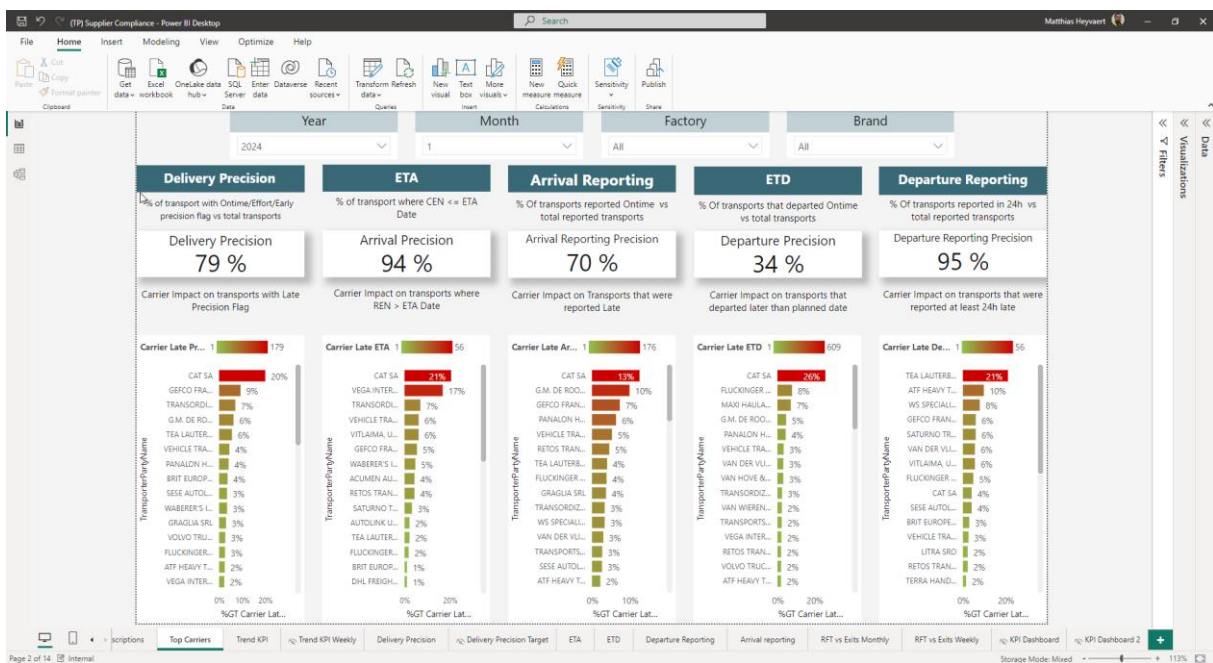 (TP) Supplier Compliance - Power BI Desktop
Search
Matthias Heyvaert
File Home Insert Modeling View Optimize Help
Paste
Cut
Copy
Format painter
Clipboard
Get data
Excel workbook
OneLake data hub
SQL Server
Enter data
Dataverse
Recent sources
Data
Transform data
Refresh
Queries
New visual
Text box
More visuals
Insert
New measure
Quick measure
Calculations
Sensitivity
Sensitivity
Publish
Share
Year Month Factory Brand
2024 1 All All
Filters
Visualizations
Data
Delivery Precision
% of transport with Ontime/Effort/Early
precision flag vs total transports
Delivery Precision
79 %
Carrier Impact on transports with Late
Precision Flag
Carrier Late Pr... 1 179
TransporterPartyName
CAT SA 20%
GEFCO FRA... 9%
TRANSORDI... 7%
G.M. DE RO... 6%
TEA LAUTER... 6%
VEHICLE TRA... 4%
PANALON H... 4%
BRIT EUROP... 4%
SESE AUTOL... 3%
WABERER'S I... 3%
GRAGLIA SRL 3%
VOLVO TRU... 3%
FLUCKINGER... 3%
ATF HEAVY T... 2%
VEGA INTER... 2%
0% 10% 20%
%GT Carrier Lat...
ETA
% of transport where CEN <= ETA
Date
Arrival Precision
94 %
Carrier Impact on transports where
REN > ETA Date
Carrier Late ETA 1 56
TransporterPartyName
CAT SA 21%
VEGA INTER... 17%
TRANSORDI... 7%
VEHICLE TRA... 6%
VITLAIMA, U... 6%
GEFCO FRA... 5%
WABERER'S I... 5%
ACUMEN AU... 4%
RETOS TRAN... 4%
SATURNO T... 3%
AUTOLINK U... 2%
TEA LAUTER... 2%
FLUCKINGER... 2%
BRIT EUROP... 1%
DHL FREIGH... 1%
0% 20%
%GT Carrier Lat...
Arrival Reporting
% Of transports reported Ontime vs
total reported transports
Arrival Reporting Precision
70 %
Carrier Impact on Transports that were
reported Late
Carrier Late Ar... 1 176
TransporterPartyName
CAT SA 13%
G.M. DE ROO... 10%
GEFCO FRAN... 7%
PANALON H... 6%
VEHICLE TRA... 5%
RETOS TRAN... 5%
TEA LAUTERB... 4%
FLUCKINGER ... 4%
GRAGLIA SRL 4%
TRANSORDIZ... 3%
WS SPECIALI... 3%
VAN DER VLI... 3%
TRANSPORTS... 3%
SESE AUTOL... 3%
ATF HEAVY T... 2%
0% 10%
%GT Carrier Lat...
ETD
% Of transports that departed Ontime
vs total transports
Departure Precision
34 %
Carrier Impact on transports that
departed later than planned date
Carrier Late ETD 1 609
TransporterPartyName
CAT SA 26%
FLUCKINGER ... 8%
MAXI HAULA... 7%
G.M. DE ROO... 5%
PANALON H... 4%
VEHICLE TRA... 3%
VAN DER VLI... 3%
VAN HOVE &... 3%
TRANSORDIZ... 3%
VAN WIEREN... 2%
TRANSPORTS... 2%
VEGA INTER... 2%
RETOS TRAN... 2%
VOLVO TRUC... 2%
ATF HEAVY T... 2%
0% 20%
%GT Carrier Lat...
Departure Reporting
% Of transports reported in 24h vs
total reported transports
Departure Reporting Precision
95 %
Carrier Impact on transports that were
reported at least 24h late
Carrier Late De... 1 56
TransporterPartyName
TEA LAUTERB... 21%
ATF HEAVY T... 10%
WS SPECIALI... 8%
GEFCO FRAN... 6%
SATURNO TR... 6%
VAN DER VLI... 6%
VITLAIMA, U... 6%
FLUCKINGER ... 5%
CAT SA 4%
SESE AUTOL... 4%
BRIT EUROPE... 3%
VEHICLE TRA... 3%
LITRA SRO 2%
RETOS TRAN... 2%
TERRA HAND... 2%
0% 20%
%GT Carrier Lat...
scriptions Top Carriers Trend KPI Trend KPI Weekly Delivery Precision Delivery Precision Target ETA ETD Departure Reporting Arrival reporting RFT vs Exits Monthly RFT vs Exits Weekly KPI Dashboard KPI Dashboard 2
Page 2 of 14 Internal Storage Mode: Mixed 113%